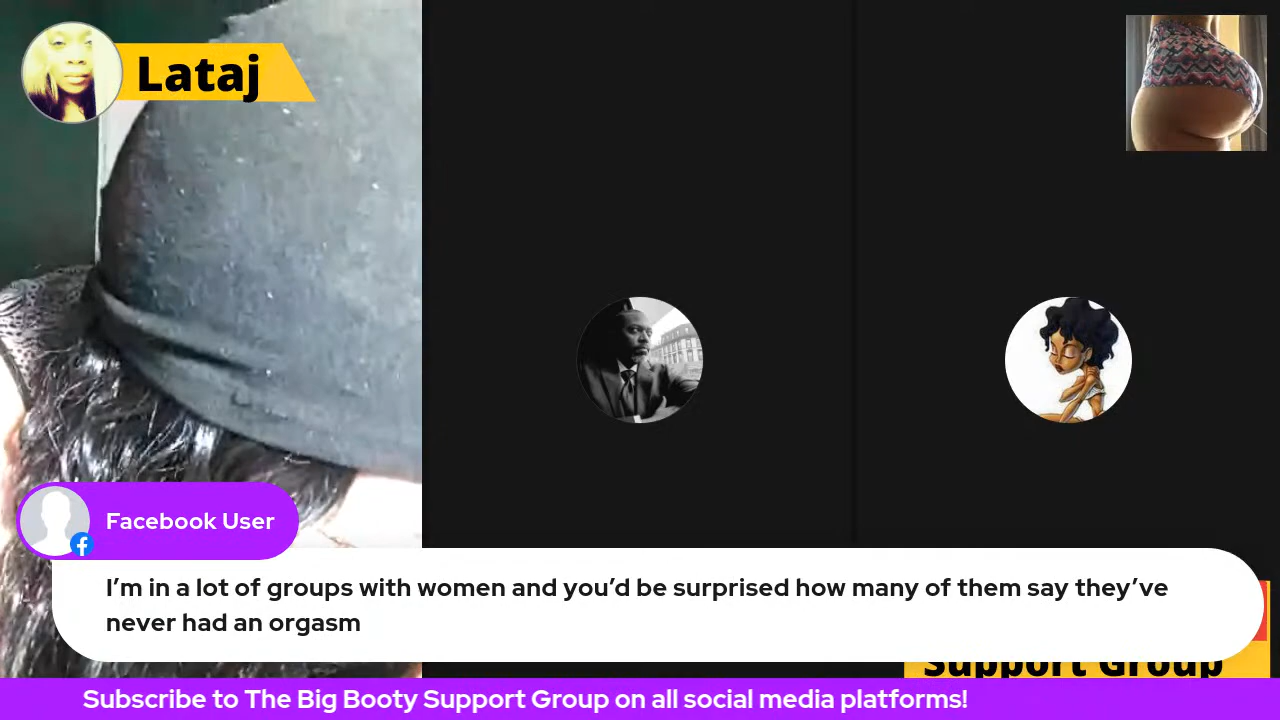 Lataj
Facebook User
I’m in a lot of groups with women and you’d be surprised how many of them say they’ve
never had an orgasm
Support Group
Subscribe to The Big Booty Support Group on all social media platforms!